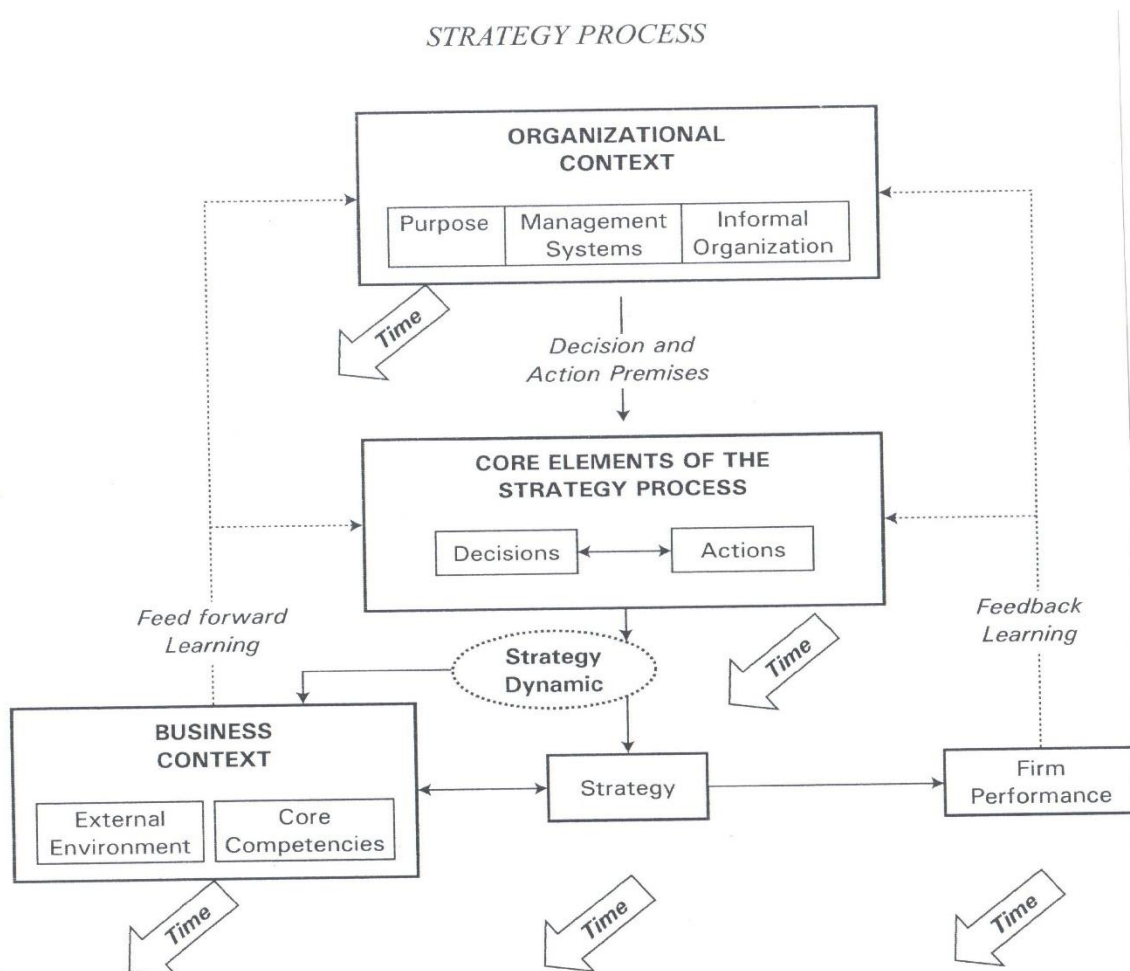 STRATEGY PROCESS
ORGANIZATIONAL
CONTEXT
Purpose
Management
Systems
Informal
Organization
Time
Decision and
Action Premises
CORE ELEMENTS OF THE
STRATEGY PROCESS
Decisions
Actions
Feed forward
Learning
Feedback
Learning
Strategy
Dynamic
Time
BUSINESS
CONTEXT
External
Environment
Core
Competencies
Strategy
Firm
Performance
Time
Time
Time